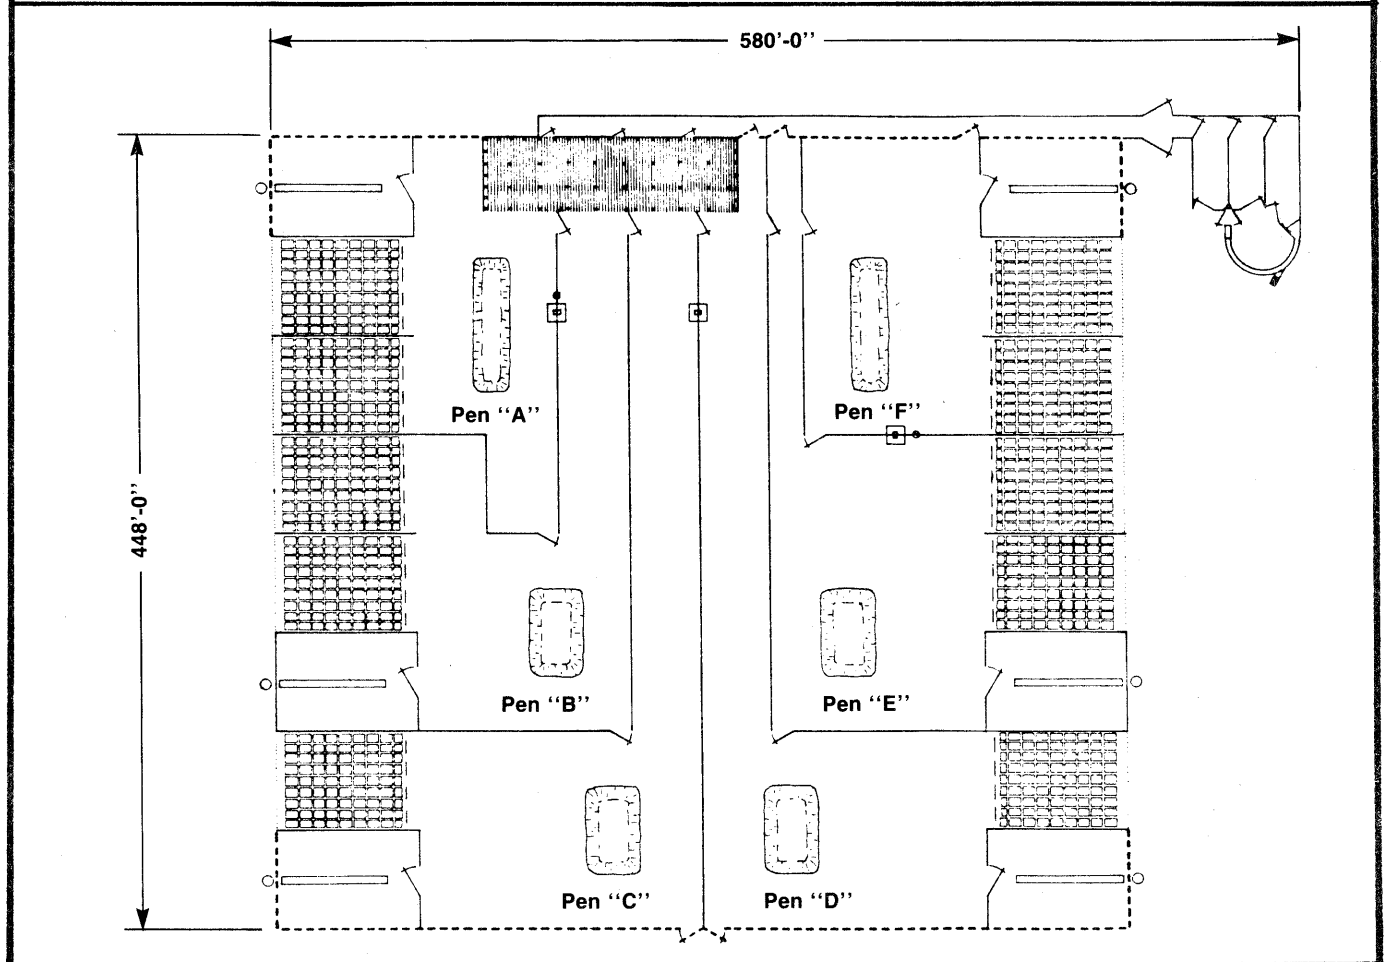 580'-0''
448'-0''
Pen ‘‘A’’
Pen ‘‘F’’
Pen ‘‘B’’
Pen ‘‘E’’
Pen ‘‘C’’
Pen ‘‘D’’